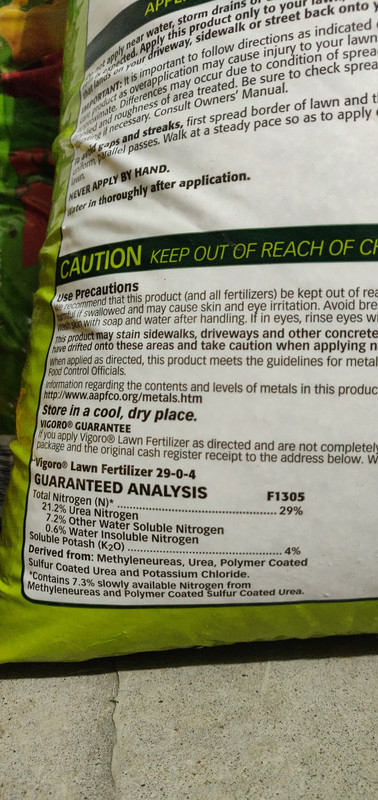 APPL
not apply near water, storm drains or
Apply this product only to your lawn,
driveway, sidewalk or street back onto y
IMPORTANT: It is important to follow directions as indicated
product as overapplication may cause injury to your lawn
Differences may occur due to condition of sprea
and roughness of area treated. Be sure to check sprea
if necessary. Consult Owners' Manual.
gaps and streaks, first spread border of lawn and th
parallel passes. Walk at a steady pace so as to apply
lawn.
NEVER APPLY BY HAND.
Water in thoroughly after application.
CAUTION KEEP OUT OF REACH OF CH
Use Precautions
We recommend that this product (and all fertilizers) be kept out of rea
if swallowed and may cause skin and eye irritation. Avoid bre
Wash skin with soap and water after handling. If in eyes, rinse eyes wi
This product may stain sidewalks, driveways and other concrete
have drifted onto these areas and take caution when applying n
When applied as directed, this product meets the guidelines for metal
Food Control Officials.
Information regarding the contents and levels of metals in this produc
http://www.aapfco.org/metals.htm
Store in a cool, dry place.
VIGORO® GUARANTEE
If you apply Vigoro® Lawn Fertilizer as directed and are not completely
package and the original cash register receipt to the address below. W
Vigoro® Lawn Fertilizer 29-0-4
GUARANTEED ANALYSIS F1305
Total Nitrogen (N)* ........................................ 29%
21.2% Urea Nitrogen
7.2% Other Water Soluble Nitrogen
0.6% Water Insoluble Nitrogen
Soluble Potash (K2O) ........................................ 4%
Derived from: Methyleneureas, Urea, Polymer Coated
Sulfur Coated Urea and Potassium Chloride.
*Contains 7.3% slowly available Nitrogen from
Methyleneureas and Polymer Coated Sulfur Coated Urea.